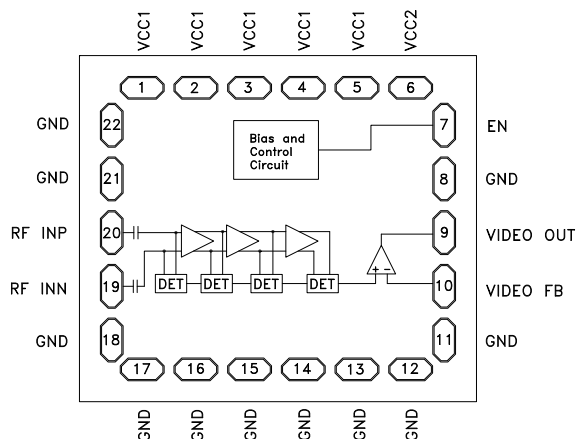 VCC1 VCC1 VCC1 VCC1 VCC1 VCC2
1 2 3 4 5 6
GND 22 7 EN
Bias and
Control
Circuit
GND 21 8 GND
RF INP 20 9 VIDEO OUT
+ −
RF INN 19 DET DET DET DET 10 VIDEO FB
GND 18 11 GND
17 16 15 14 13 12
GND GND GND GND GND GND